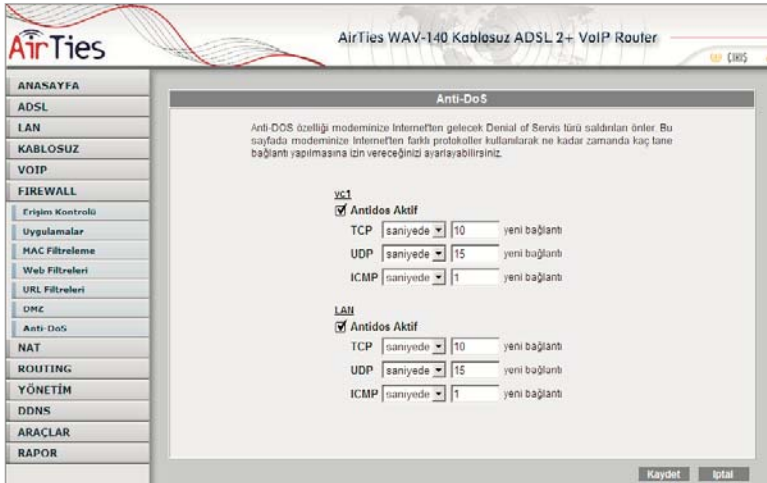 AirTies
AirTies WAV-140 Kablosuz ADSL 2+ VoIP Router
ÇIKIŞ
ANASAYFA
ADSL
LAN
KABLOSUZ
VOIP
FIREWALL
Erişim Kontrolü
Uygulamalar
MAC Filtreleme
Web Filtreleri
URL Filtreleri
DMZ
Anti-DoS
NAT
ROUTING
YÖNETİM
DDNS
ARAÇLAR
RAPOR
Anti-DoS
Anti-DOS özelliği modeminize Internet'ten gelecek Denial of Servis türü saldırıları önler. Bu
sayfada modeminize Internet'ten farklı protokoller kullanılarak ne kadar zamanda kaç tane
bağlantı yapılmasına izin vereceğinizi ayarlayabilirsiniz.
vc1
Antidos Aktif
TCP saniyede 10 yeni bağlantı
UDP saniyede 15 yeni bağlantı
ICMP saniyede 1 yeni bağlantı
LAN
Antidos Aktif
TCP saniyede 10 yeni bağlantı
UDP saniyede 15 yeni bağlantı
ICMP saniyede 1 yeni bağlantı
Kaydet
Iptal